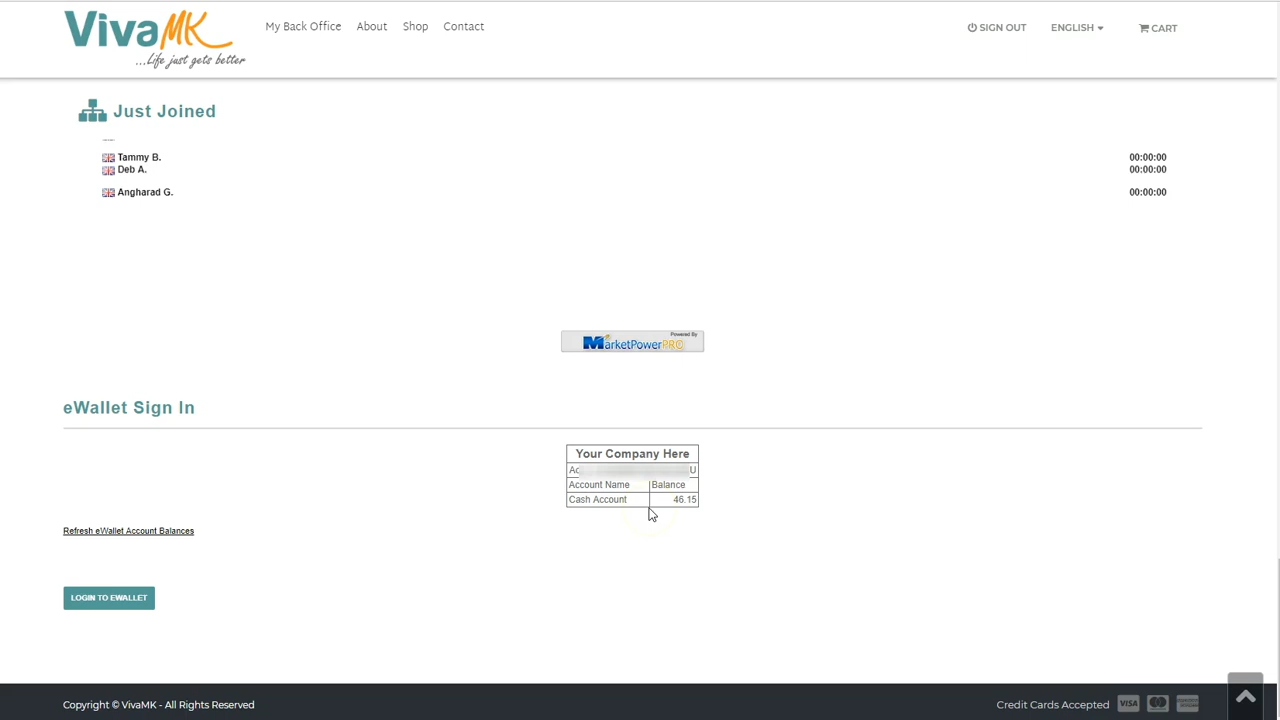 VivaMK
...Life just gets better
My Back Office About Shop Contact
SIGN OUT ENGLISH CART
Just Joined
Tammy B. 00:00:00
Deb A. 00:00:00
Angharad G. 00:00:00
Powered By
MarketPowerPRO
eWallet Sign In
Your Company Here
Ac U
Account Name Balance
Cash Account 46.15
Refresh eWallet Account Balances
LOGIN TO EWALLET
Copyright © VivaMK - All Rights Reserved
Credit Cards Accepted VISA